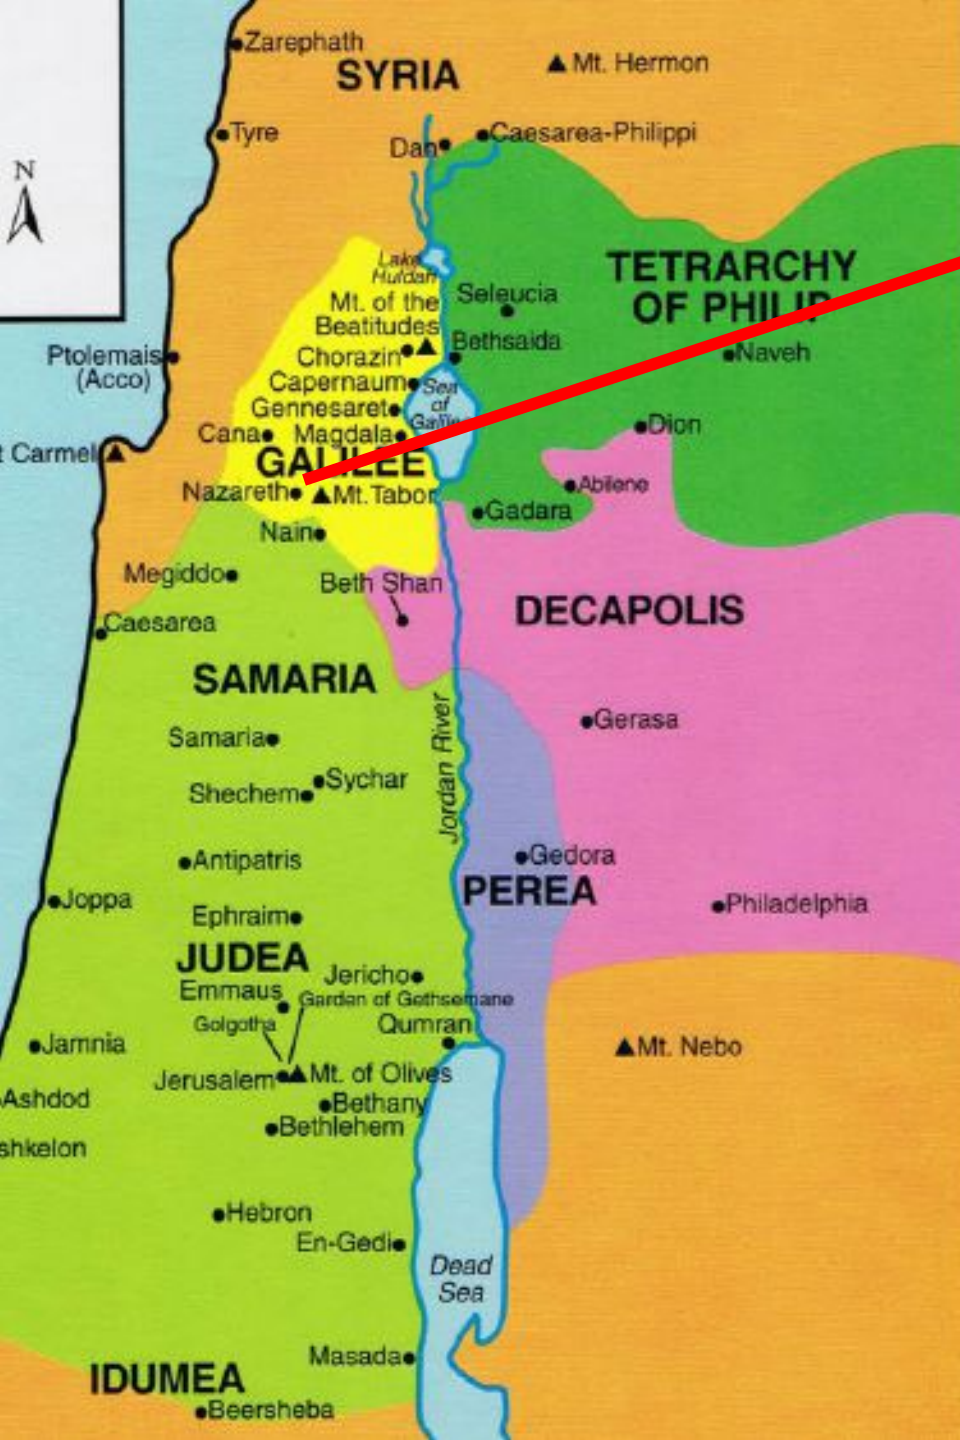 Zarephath
SYRIA
Mt. Hermon
Tyre
Caesarea-Philippi
Dan
N
TETRARCHY
OF PHILIP
Lake
Huldah
Seleucia
Mt. of the
Beatitudes
Bethsaida
Naveh
Ptolemais
(Acco)
Chorazin
Capernaum
Sea
of
Galilee
Gennesaret
Dion
Cana
Magdala
t Carmel
GALILEE
Abilene
Nazareth
Mt.Tabor
Gadara
Nain
Megiddo
Beth Shan
DECAPOLIS
Caesarea
SAMARIA
Jordan River
Gerasa
Samaria
Sychar
Shechem
Antipatris
Gedora
PEREA
Joppa
Philadelphia
Ephraim
JUDEA
Jericho
Emmaus
Garden of Gethsemane
Golgotha
Qumran
Jamnia
Mt. Nebo
Jerusalem
Mt. of Olives
Ashdod
Bethany
Bethlehem
shkelon
Hebron
En-Gedi
Dead
Sea
Masada
IDUMEA
Beersheba